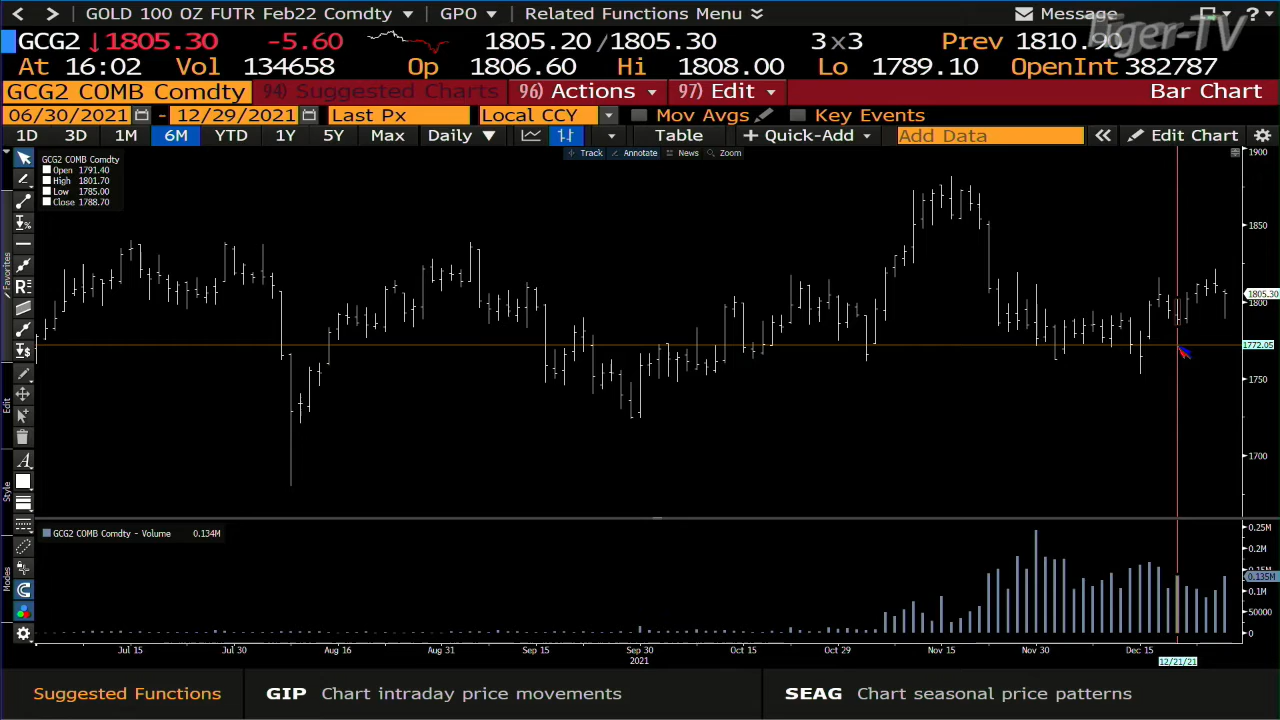 GOLD 100 OZ FUTR Feb22 Comdty GPO Related Functions Menu Message ?
Tiger-TV
GCG2 ↓1805.30 -5.60 1805.20/1805.30 3x3 Prev 1810.90
At 16:02 Vol 134658 Op 1806.60 Hi 1808.00 Lo 1789.10 OpenInt 382787
GCG2 COMB Comdty 94) Suggested Charts 96) Actions 97) Edit Bar Chart
06/30/2021 - 12/29/2021 Last Px Local CCY Mov Avgs Key Events
1D 3D 1M 6M YTD 1Y 5Y Max Daily ▼ Table + Quick-Add Add Data « Edit Chart
Track Annotate News Zoom
GCG2 COMB Comdty
Open 1791.40
High 1801.70
Low 1785.00
Close 1788.70
1900
1850
1805.30
1800
1772.05
1750
1700
Favorites
Edit
Style
Modes
GCG2 COMB Comdty - Volume 0.134M
0.25M
0.2M
0.15M
0.135M
0.1M
50000
0
Jul 15 Jul 30 Aug 16 Aug 31 Sep 15 Sep 30 Oct 15 Oct 29 Nov 15 Nov 30 Dec 15
2021 12/21/21
Suggested Functions GIP Chart intraday price movements SEAG Chart seasonal price patterns